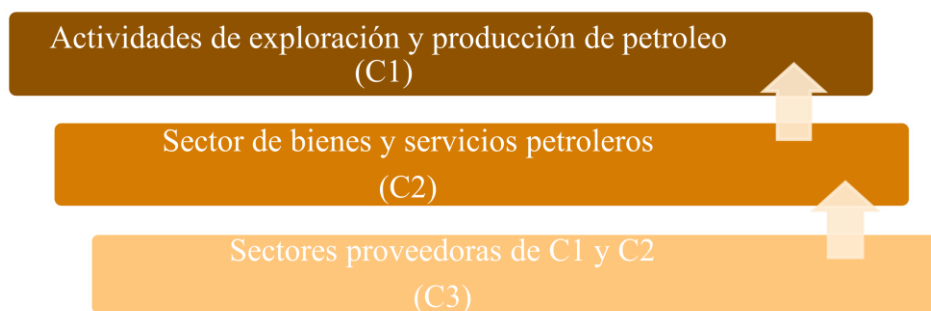 Actividades de exploración y producción de petroleo
(C1)
Sector de bienes y servicios petroleros
(C2)
Sectores proveedoras de C1 y C2
(C3)